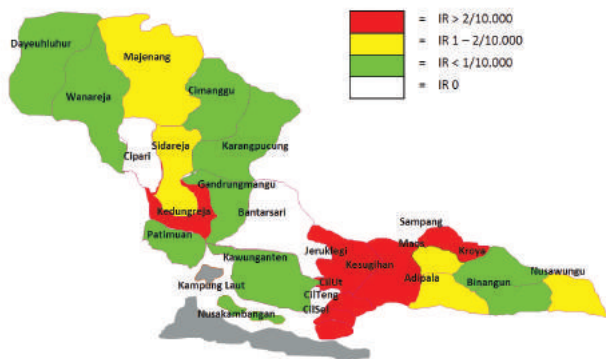 = IR > 2/10.000
= IR 1 – 2/10.000
= IR < 1/10.000
= IR 0
Dayeuhluhur
Majenang
Wanareja
Cimanggu
Cipari
Sidareja
Karangpucung
Gandrungmangu
Kedungreja
Bantarsari
Patimuan
Sampang
Jeruklegi
Maos
Kroya
Kawunganten
Kesugihan
Nusawungu
Kampung Laut
CilUt
Adipala
Binangun
CilTeng
Nusakambangan
CilSel